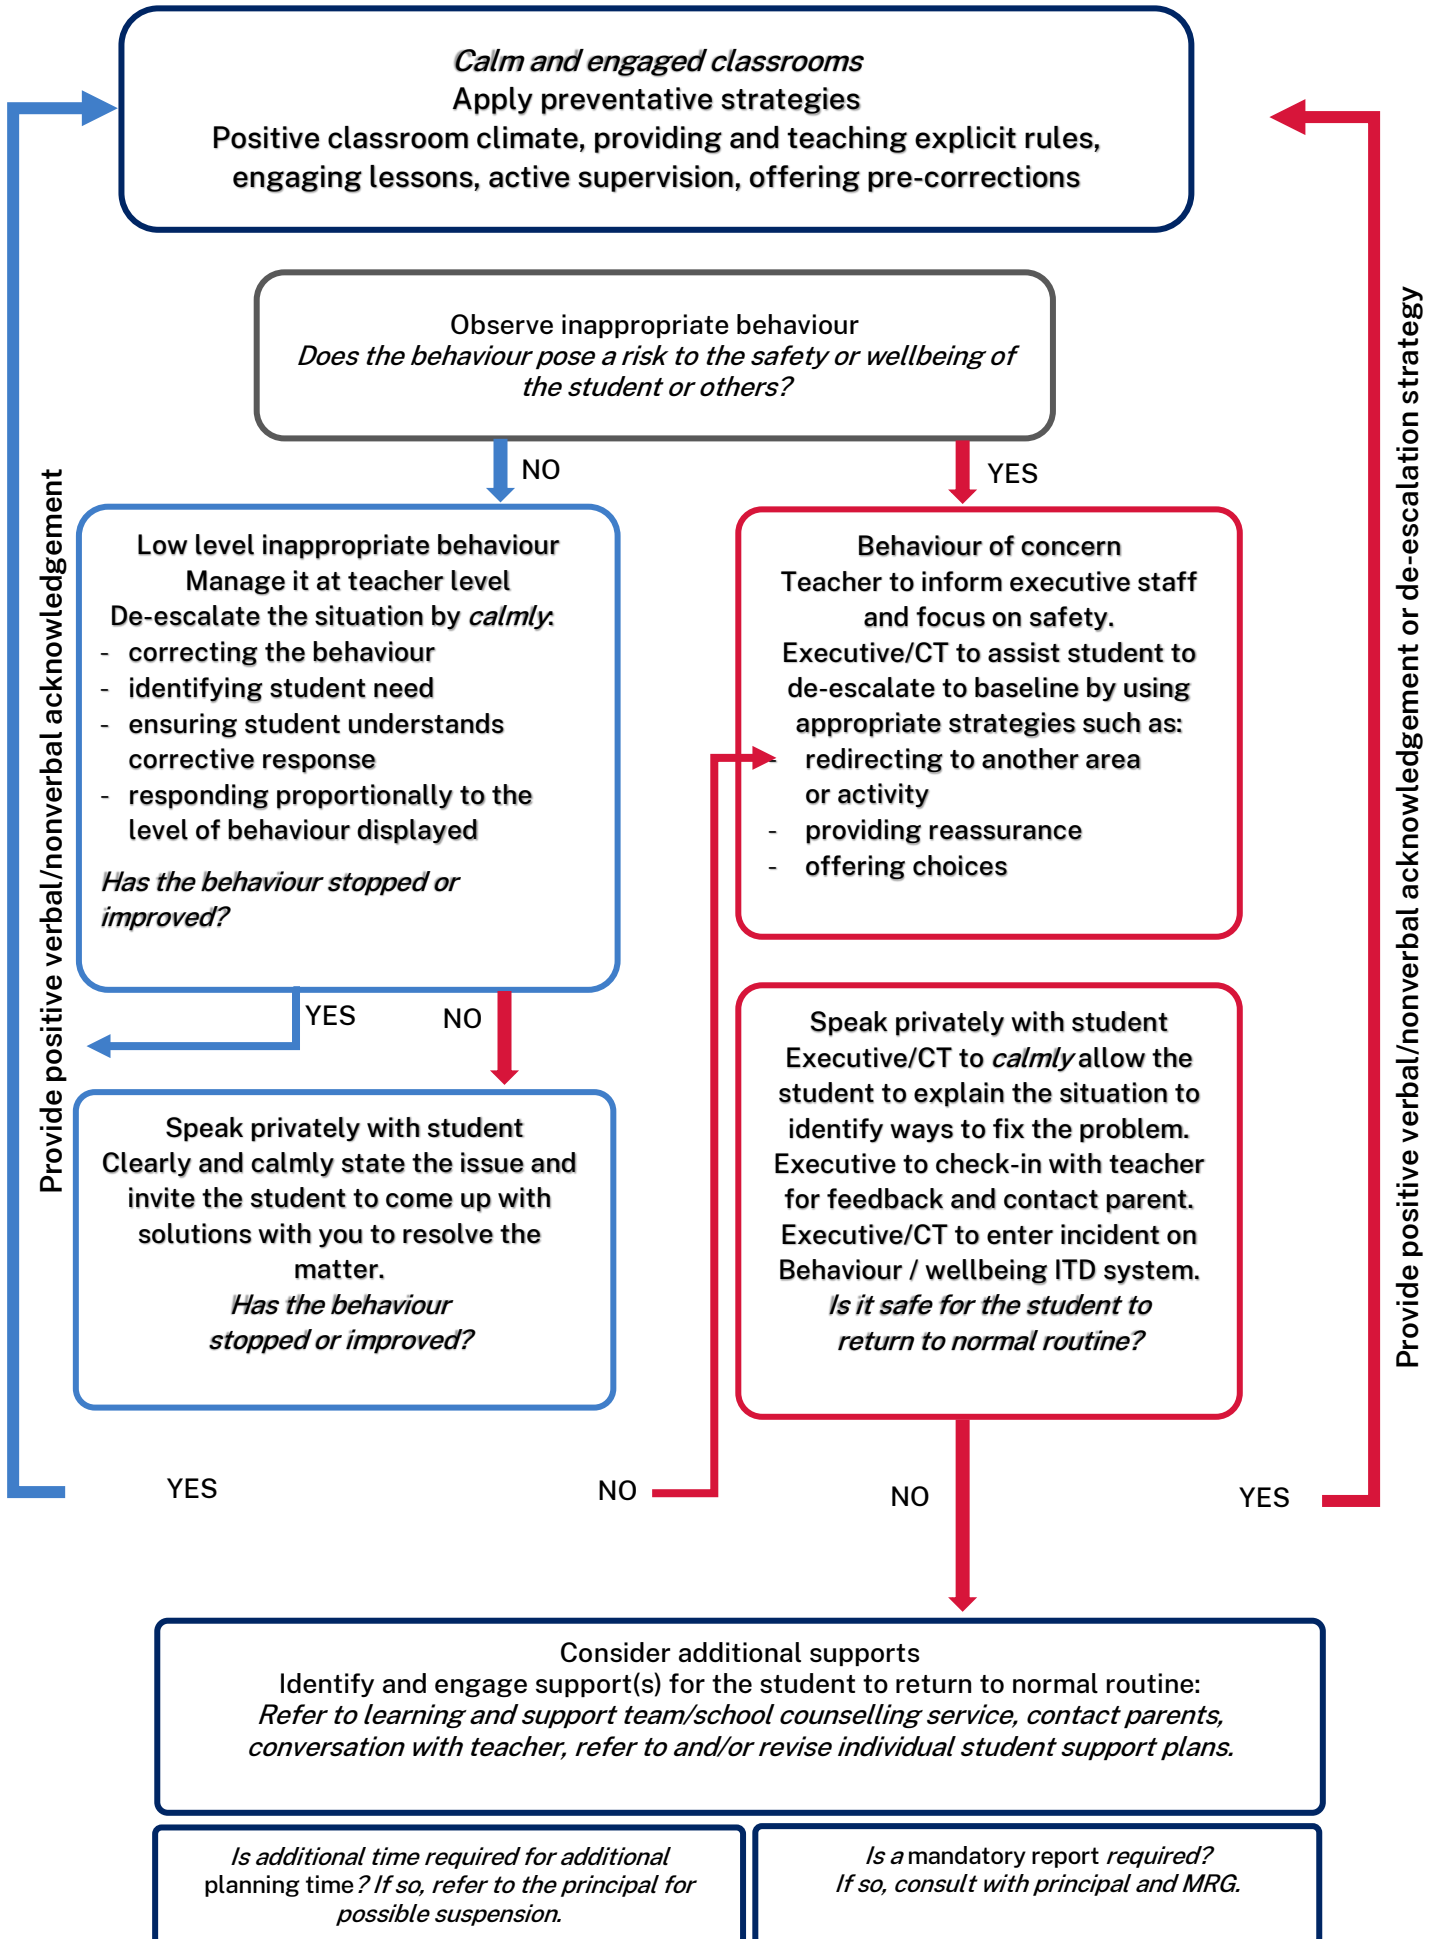 Calm and engaged classrooms
Apply preventative strategies
Positive classroom climate, providing and teaching explicit rules,
engaging lessons, active supervision, offering pre-corrections
Observe inappropriate behaviour
Does the behaviour pose a risk to the safety or wellbeing of
the student or others?
NO
YES
Low level inappropriate behaviour
Manage it at teacher level
De-escalate the situation by calmly:
- correcting the behaviour
- identifying student need
- ensuring student understands
corrective response
- responding proportionally to the
level of behaviour displayed
Has the behaviour stopped or
improved?
YES
NO
Speak privately with student
Clearly and calmly state the issue and
invite the student to come up with
solutions with you to resolve the
matter.
Has the behaviour
stopped or improved?
YES
NO
Provide positive verbal/nonverbal acknowledgement
Behaviour of concern
Teacher to inform executive staff
and focus on safety.
Executive/CT to assist student to
de-escalate to baseline by using
appropriate strategies such as:
- redirecting to another area
or activity
- providing reassurance
- offering choices
Speak privately with student
Executive/CT to calmly allow the
student to explain the situation to
identify ways to fix the problem.
Executive to check-in with teacher
for feedback and contact parent.
Executive/CT to enter incident on
Behaviour / wellbeing ITD system.
Is it safe for the student to
return to normal routine?
NO
YES
Provide positive verbal/nonverbal acknowledgement or de-escalation strategy
Consider additional supports
Identify and engage support(s) for the student to return to normal routine:
Refer to learning and support team/school counselling service, contact parents,
conversation with teacher, refer to and/or revise individual student support plans.
Is additional time required for additional
planning time? If so, refer to the principal for
possible suspension.
Is a mandatory report required?
If so, consult with principal and MRG.